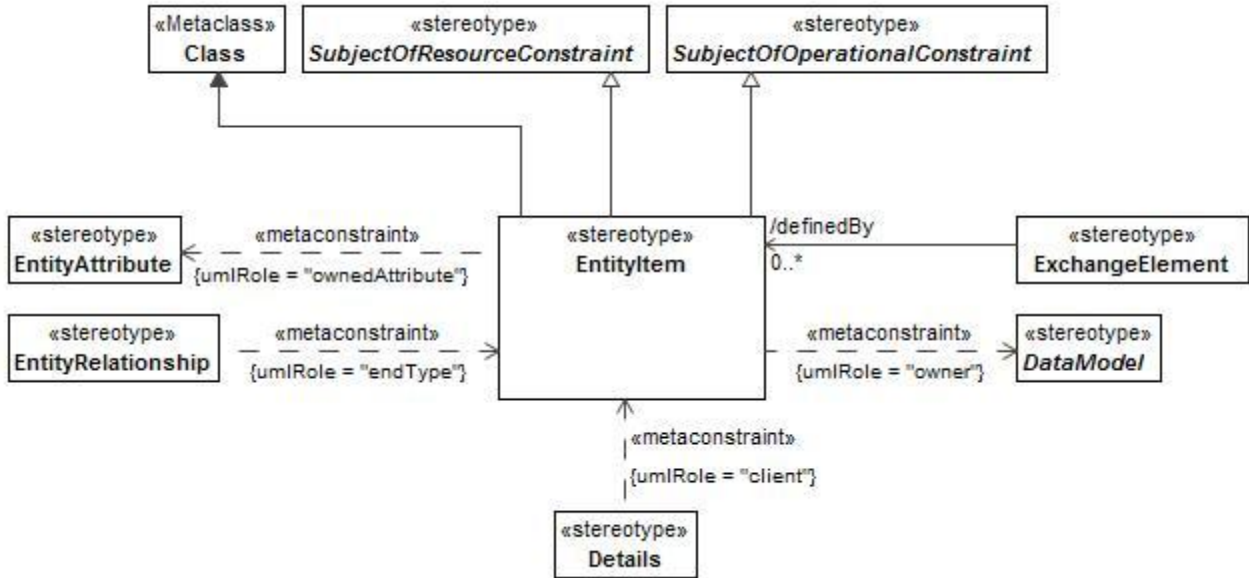 «Metaclass»
Class
«stereotype»
SubjectOfResourceConstraint
«stereotype»
SubjectOfOperationalConstraint
«stereotype»
EntityAttribute
«metaconstraint»
{umlRole = "ownedAttribute"}
«stereotype»
EntityItem
/definedBy
0..*
«stereotype»
ExchangeElement
«stereotype»
EntityRelationship
«metaconstraint»
{umlRole = "endType"}
«metaconstraint»
{umlRole = "owner"}
«stereotype»
DataModel
«metaconstraint»
{umlRole = "client"}
«stereotype»
Details